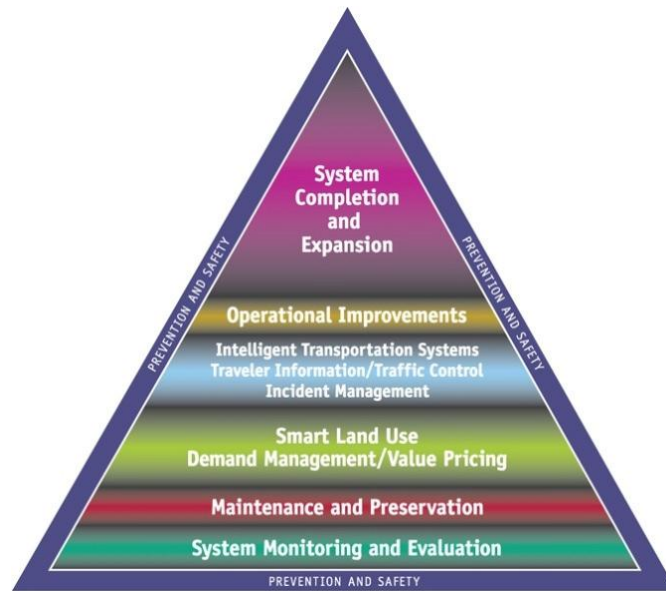 System
Completion
and
Expansion
PREVENTION AND SAFETY
PREVENTION AND SAFETY
Operational Improvements
Intelligent Transportation Systems
Traveler Information/Traffic Control
Incident Management
Smart Land Use
Demand Management/Value Pricing
Maintenance and Preservation
System Monitoring and Evaluation
PREVENTION AND SAFETY